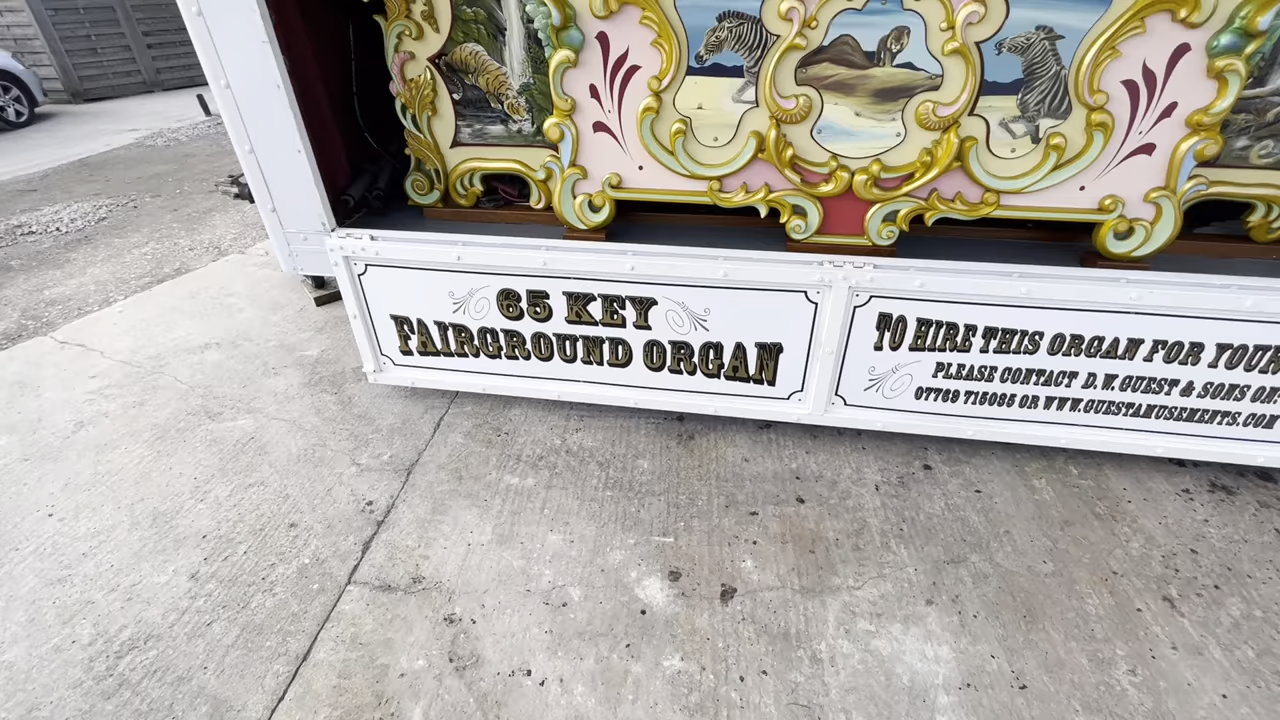 65 KEY
FAIRGROUND ORGAN
TO HIRE THIS ORGAN FOR YOUR
PLEASE CONTACT D.W. GUEST & SONS ON:
07769 715095 OR WWW.GUESTAMUSEMENTS.COM